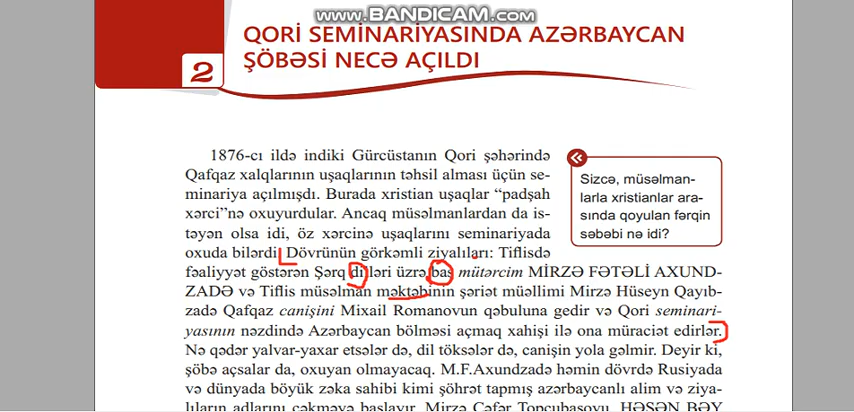 www.BANDICAM.com
QORİ SEMİNARİYASINDA AZƏRBAYCAN
ŞÖBƏSİ NECƏ AÇILDI
2
1876-cı ildə indiki Gürcüstanın Qori şəhərində
Qafqaz xalqlarının uşaqlarının təhsil alması üçün se-
minariya açılmışdı. Burada xristian uşaqlar “padşah
xərci”nə oxuyurdular. Ancaq müsəlmanlardan da is-
təyən olsa idi, öz xərcinə uşaqlarını seminariyada
oxuda bilərdi. Dövrünün görkəmli ziyalıları: Tiflisdə
fəaliyyət göstərən Şərq dilləri üzrə baş mütərcim MİRZƏ FƏTƏLİ AXUND-
ZADƏ və Tiflis müsəlman məktəbinin şəriət müəllimi Mirzə Hüseyn Qayıb-
zadə Qafqaz canişini Mixail Romanovun qəbuluna gedir və Qori seminari-
yasının nəzdində Azərbaycan bölməsi açmaq xahişi ilə ona müraciət edirlər.
Nə qədər yalvar-yaxar etsələr də, dil töksələr də, canişin yola gəlmir. Deyir ki,
şöbə açsalar da, oxuyan olmayacaq. M.F.Axundzadə həmin dövrdə Rusiyada
və dünyada böyük zəka sahibi kimi şöhrət tapmış azərbaycanlı alim və ziya-
lıların adlarını çəkməyə başlayır. Mirzə Cəfər Topçubaşovu, HƏSƏN BƏY
Sizcə, müsəlman-
larla xristianlar ara-
sında qoyulan fərqin
səbəbi nə idi?